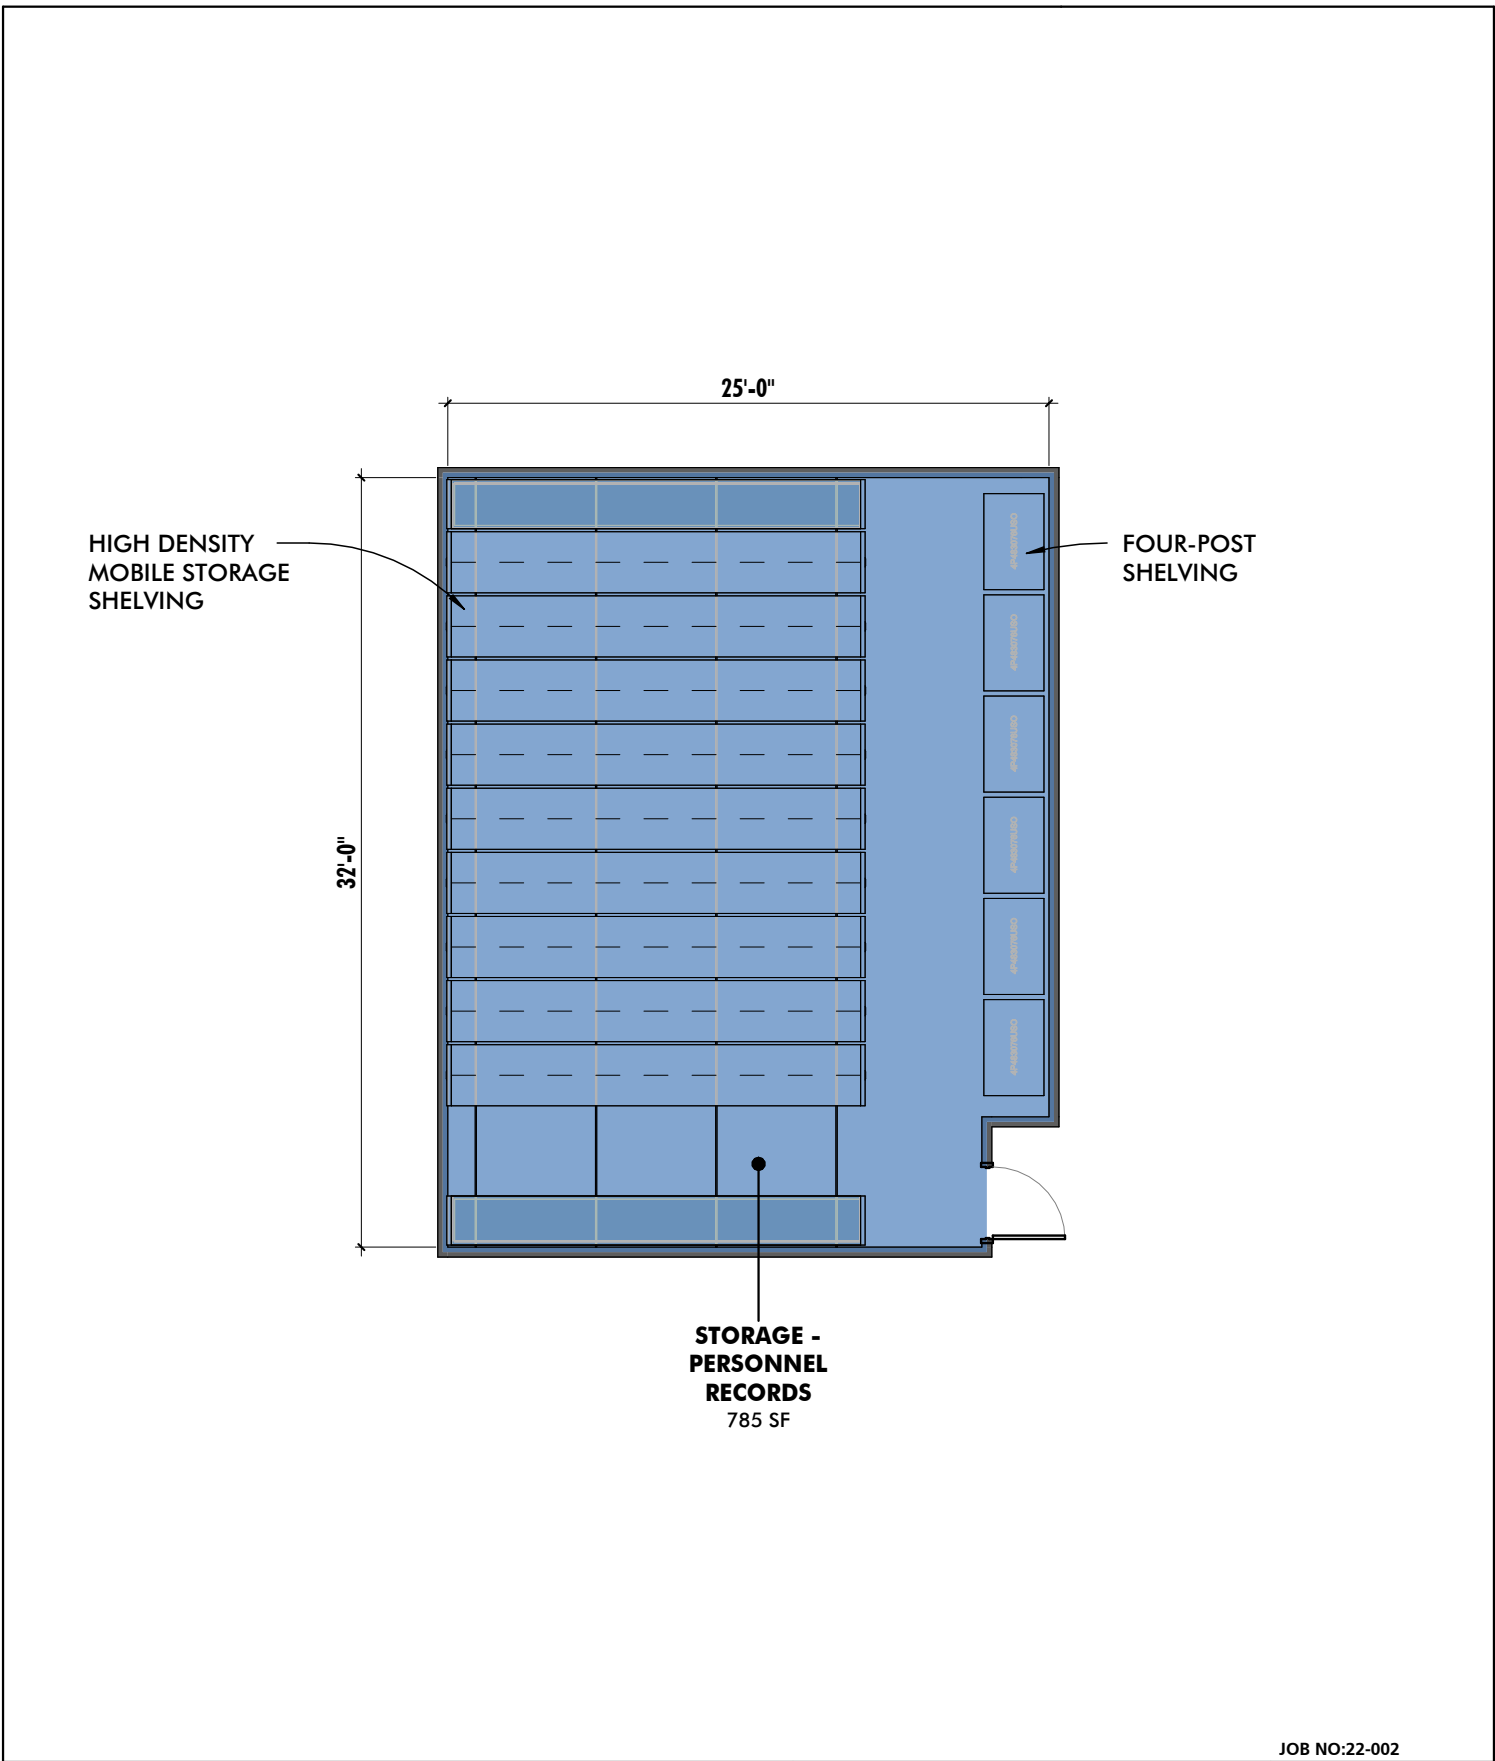 25'-0"
HIGH DENSITY
MOBILE STORAGE
SHELVING
FOUR-POST
SHELVING
32'-0"
STORAGE -
PERSONNEL
RECORDS
785 SF
JOB NO:22-002